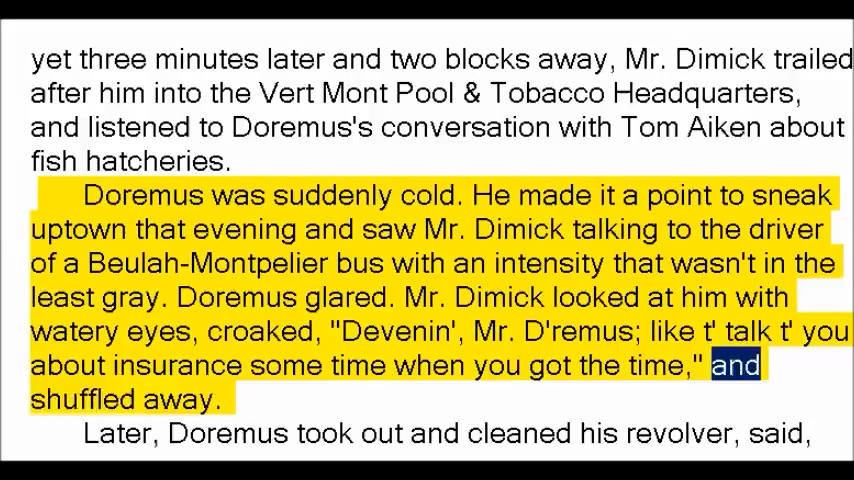 yet three minutes later and two blocks away, Mr. Dimick trailed
after him into the Vert Mont Pool & Tobacco Headquarters,
and listened to Doremus's conversation with Tom Aiken about
fish hatcheries.
Doremus was suddenly cold. He made it a point to sneak
uptown that evening and saw Mr. Dimick talking to the driver
of a Beulah-Montpelier bus with an intensity that wasn't in the
least gray. Doremus glared. Mr. Dimick looked at him with
watery eyes, croaked, "Devenin', Mr. D'remus; like t' talk t' you
about insurance some time when you got the time," and
shuffled away.
Later, Doremus took out and cleaned his revolver, said,